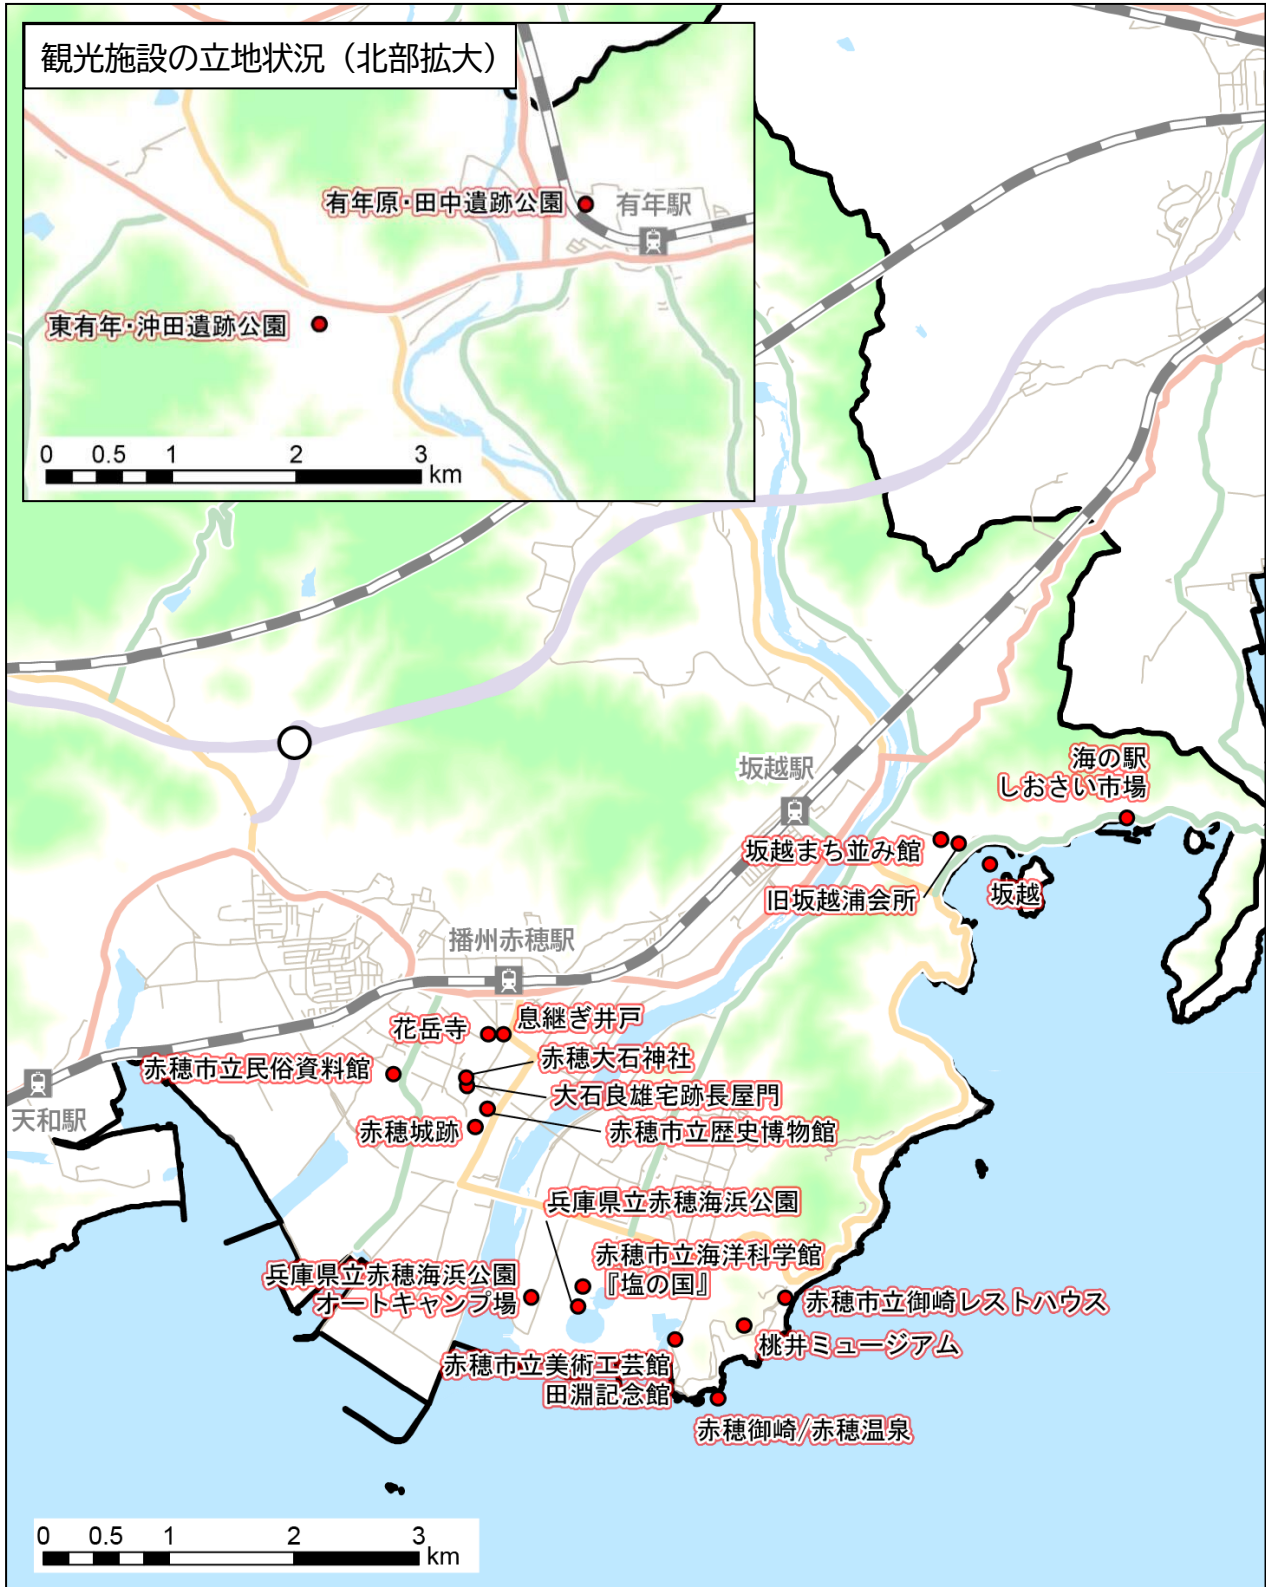 観光施設の立地状況（北部拡大）
有年原・田中遺跡公園
有年駅
東有年・沖田遺跡公園
0 0.5 1 2 3
km
坂越駅
海の駅
しおさい市場
坂越まち並み館
旧坂越浦会所
坂越
播州赤穂駅
花岳寺
息継ぎ井戸
赤穂大石神社
赤穂市立民俗資料館
大石良雄宅跡長屋門
天和駅
赤穂城跡
赤穂市立歴史博物館
兵庫県立赤穂海浜公園
赤穂市立海洋科学館
『塩の国』
兵庫県立赤穂海浜公園
オートキャンプ場
赤穂市立御崎レストハウス
桃井ミュージアム
赤穂市立美術工芸館
田淵記念館
赤穂御崎/赤穂温泉
0 0.5 1 2 3
km